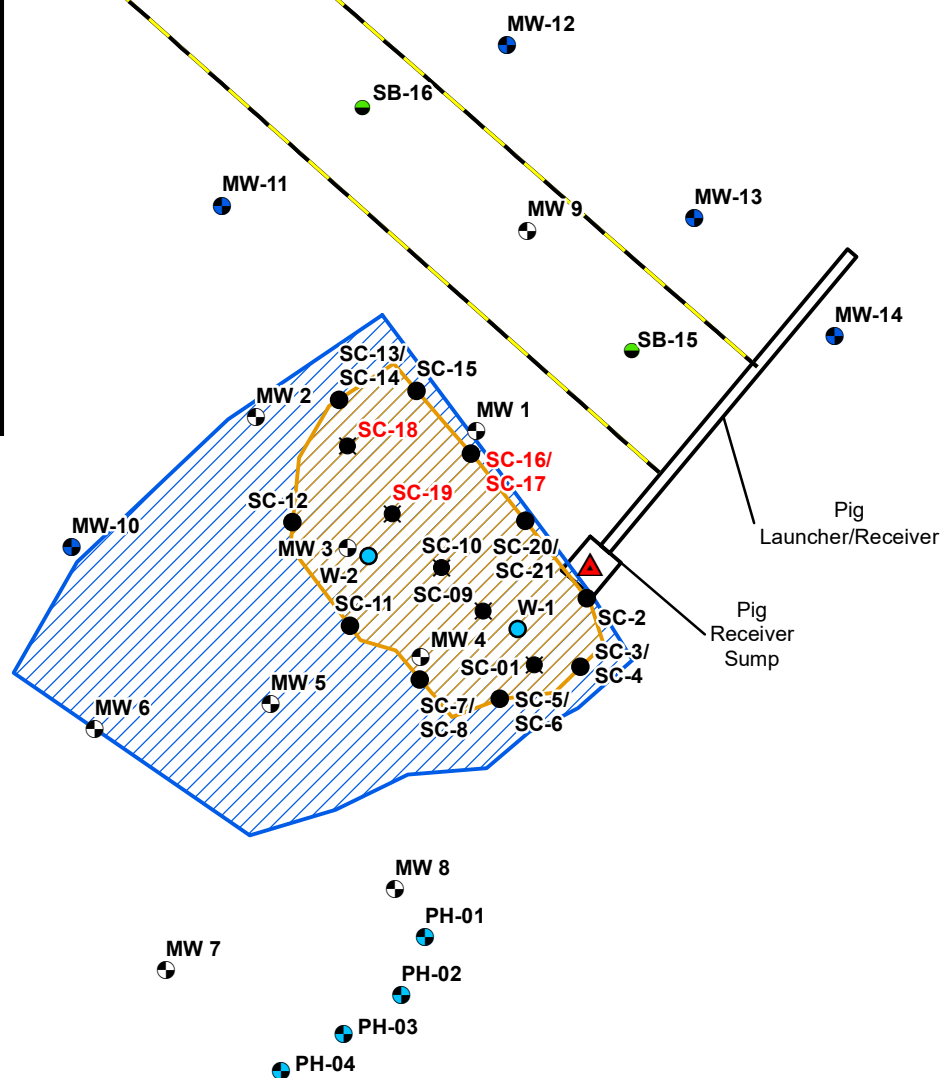 MW-12
SB-16
MW-11
MW-13
MW 9
MW-14
SB-15
SC-13/
SC-14
SC-15
MW 2
MW 1
SC-18
SC-16/
SC-17
SC-19
SC-12
Pig
Launcher/Receiver
MW-10
MW 3
SC-10
SC-20/
SC-21
W-2
SC-09
SC-11
W-1
SC-2
Pig
Receiver
Sump
MW 4
SC-01
SC-3/
SC-4
MW 5
SC-5/
SC-6
SC-7/
SC-8
MW 6
MW 8
PH-01
MW 7
PH-02
PH-03
PH-04